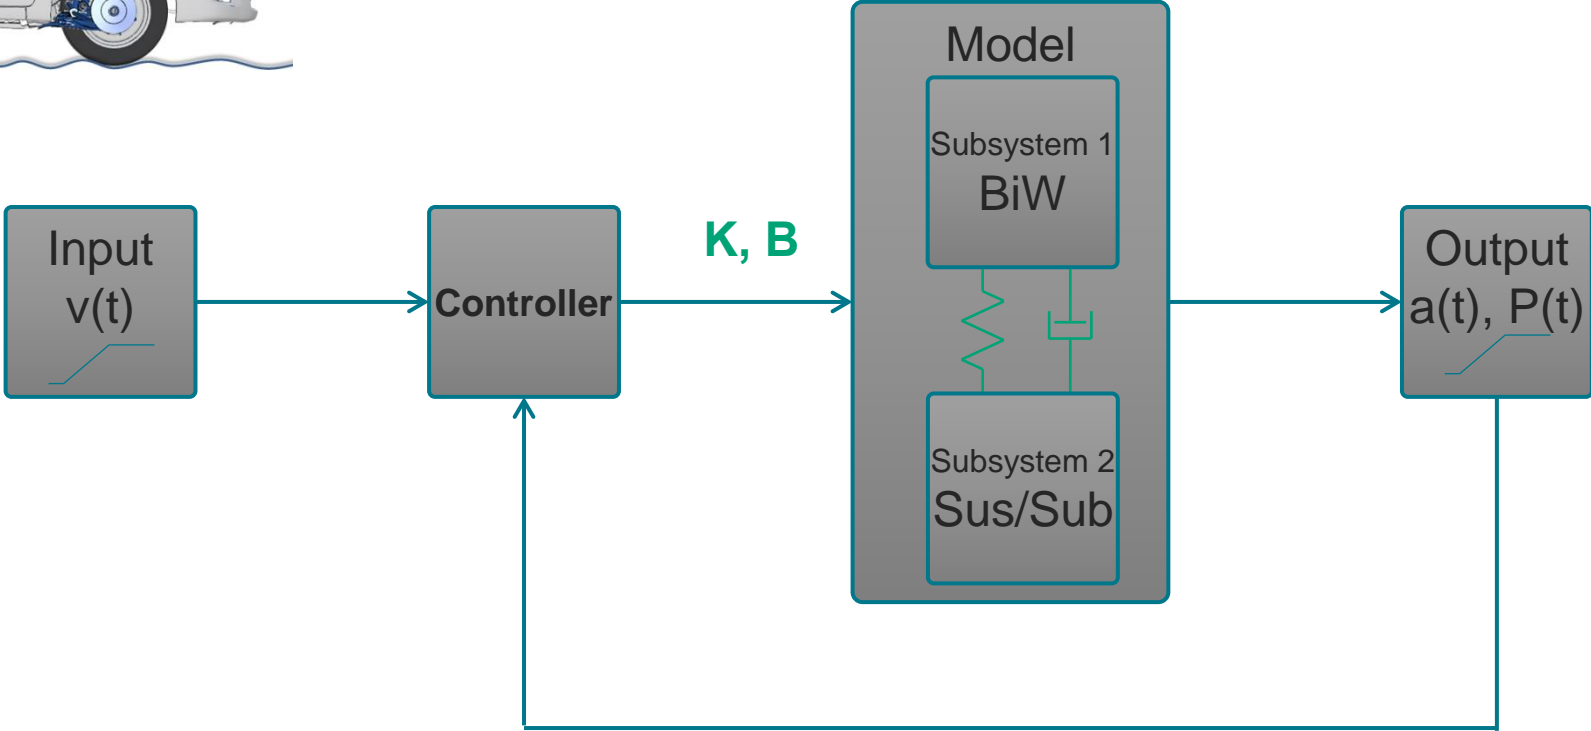 Model
Subsystem 1
BiW
Input
v(t)
Controller
K, B
Output
a(t), P(t)
Subsystem 2
Sus/Sub